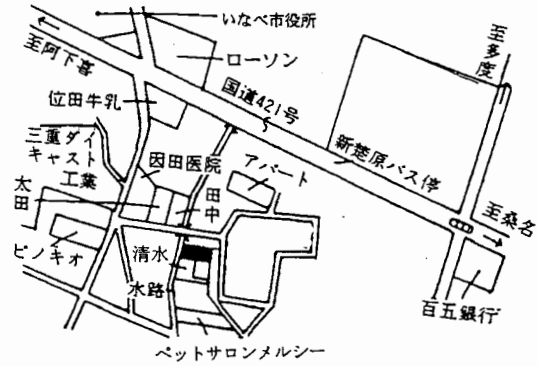 いなべ市役所
至阿下喜
ローソン
至多度
国道421号
位田牛乳
三重ダイ
キャスト
工業
因田医院
アパート
新楚原バス停
太田
田中
至桑名
ピノキオ
清水
水路
百五銀行
ペットサロンメルシー